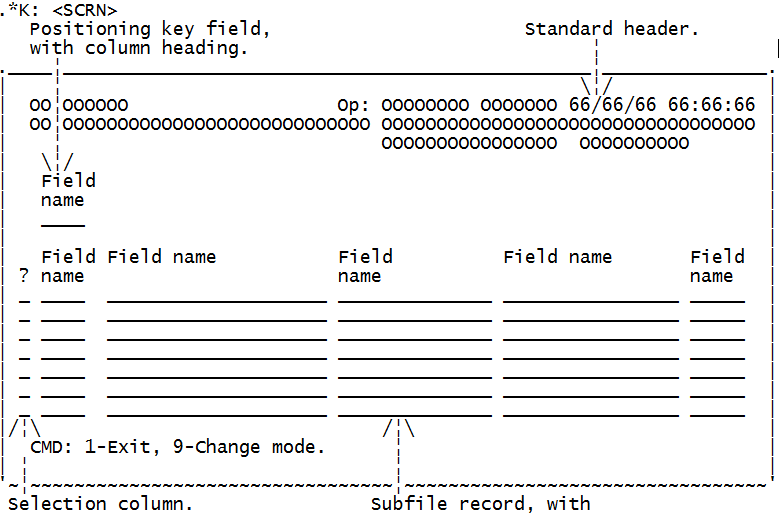 .*K: <SCRN>
Positioning key field, Standard header.
with column heading.
OO OOOOOO Op: OOOOOOOO OOOOOOO 66/66/66 66:66:66
OO OOOOOOOOOOOOOOOOOOOOOOOOOOOO OOOOOOOOOOOOOOOOOOOOOOOOOOOOOOOOOO
OOOOOOOOOOOOOOOO OOOOOOOOOO
Field
name
Field Field name Field Field name Field
? name name name
CMD: 1-Exit, 9-Change mode.
Selection column. Subfile record, with